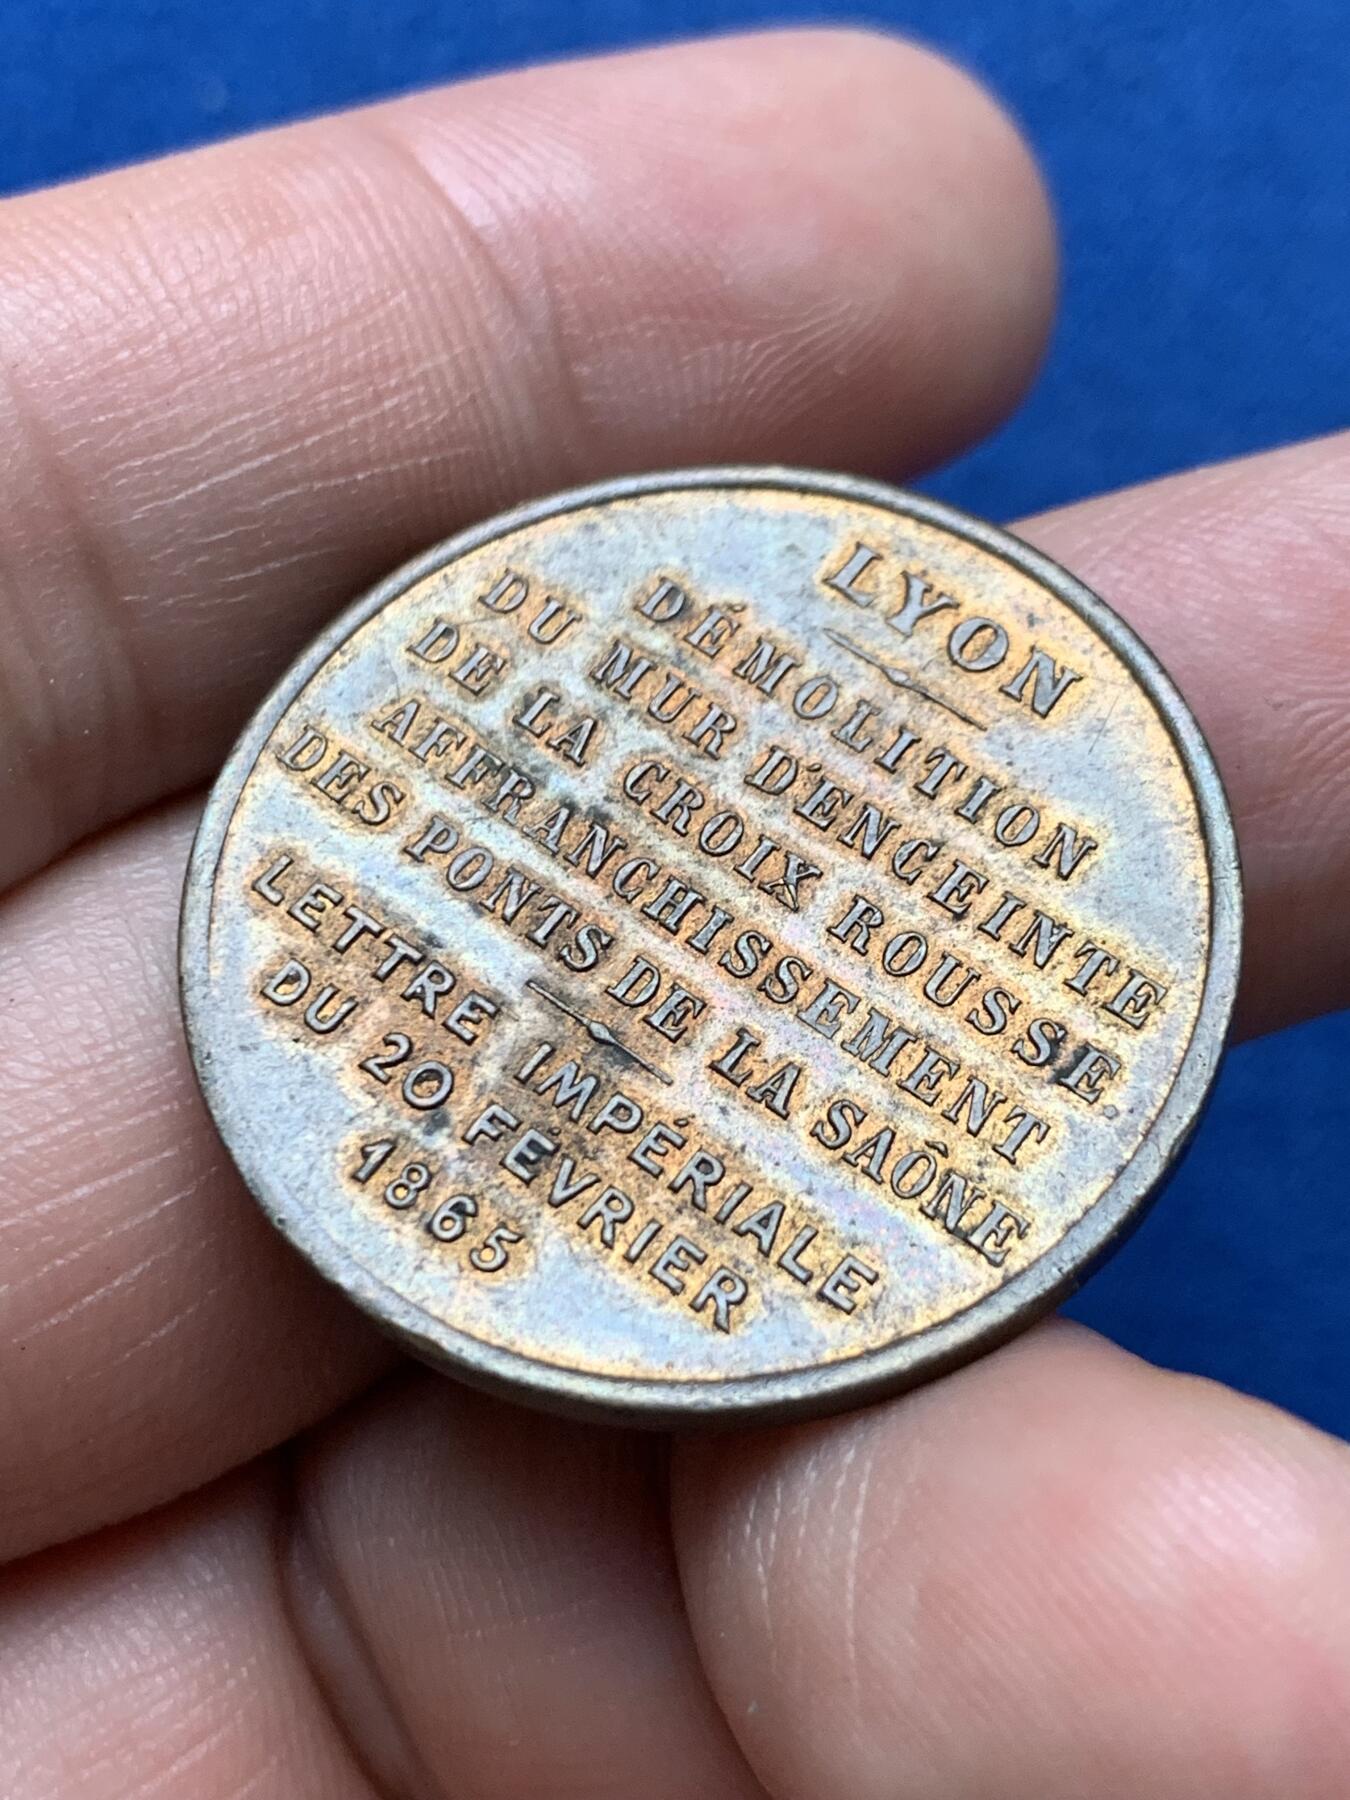 LYON
DÉMOLITION
DU MUR D'ENCEINTE
DE LA CROIX ROUSSE.
AFFRANCHISSEMENT
DES PONTS DE LA SAÔNE
LETTRE IMPÉRIALE
DU 20 FÉVRIER
1865